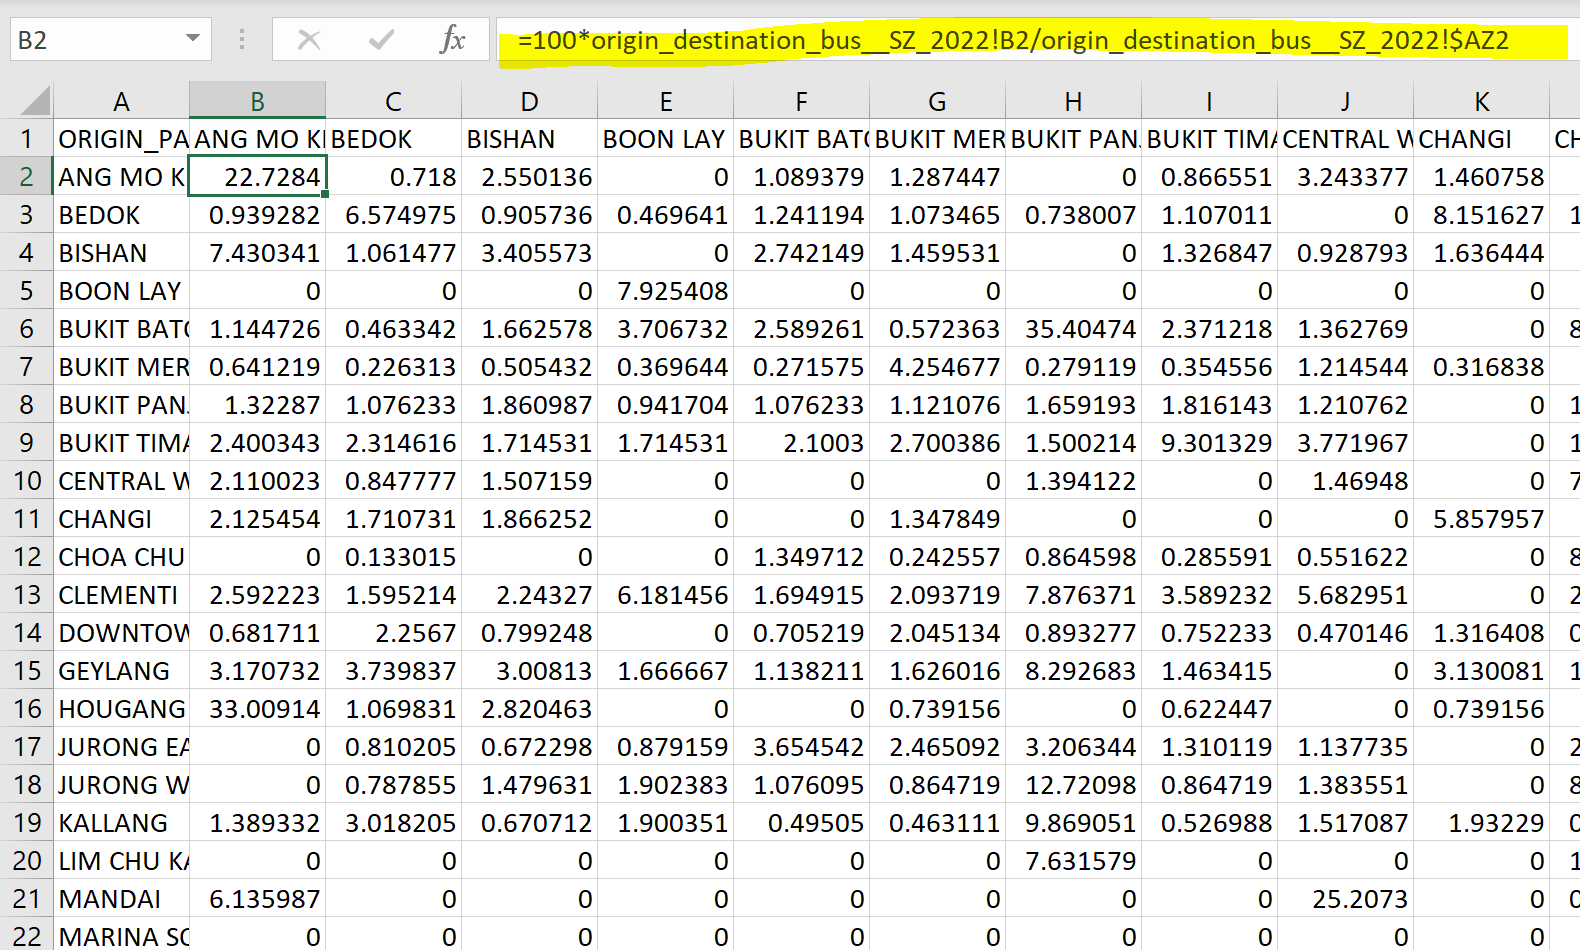 B2 fx =100*origin_destination_bus__SZ_2022!B2/origin_destination_bus__SZ_2022!$AZ2
A B C D E F G H I J K
1 ORIGIN_PA ANG MO KI BEDOK BISHAN BOON LAY BUKIT BATO BUKIT MER BUKIT PANJ BUKIT TIMA CENTRAL W CHANGI CH
2 ANG MO K 22.7284 0.718 2.550136 0 1.089379 1.287447 0 0.866551 3.243377 1.460758
3 BEDOK 0.939282 6.574975 0.905736 0.469641 1.241194 1.073465 0.738007 1.107011 0 8.151627 1
4 BISHAN 7.430341 1.061477 3.405573 0 2.742149 1.459531 0 1.326847 0.928793 1.636444
5 BOON LAY 0 0 0 7.925408 0 0 0 0 0 0
6 BUKIT BATO 1.144726 0.463342 1.662578 3.706732 2.589261 0.572363 35.40474 2.371218 1.362769 0 8
7 BUKIT MER 0.641219 0.226313 0.505432 0.369644 0.271575 4.254677 0.279119 0.354556 1.214544 0.316838
8 BUKIT PANJ 1.32287 1.076233 1.860987 0.941704 1.076233 1.121076 1.659193 1.816143 1.210762 0 1
9 BUKIT TIMA 2.400343 2.314616 1.714531 1.714531 2.1003 2.700386 1.500214 9.301329 3.771967 0 1
10 CENTRAL W 2.110023 0.847777 1.507159 0 0 0 1.394122 0 1.46948 0 7
11 CHANGI 2.125454 1.710731 1.866252 0 0 1.347849 0 0 0 5.857957
12 CHOA CHU 0 0.133015 0 0 1.349712 0.242557 0.864598 0.285591 0.551622 0 8
13 CLEMENTI 2.592223 1.595214 2.24327 6.181456 1.694915 2.093719 7.876371 3.589232 5.682951 0 2
14 DOWNTOW 0.681711 2.2567 0.799248 0 0.705219 2.045134 0.893277 0.752233 0.470146 1.316408 0
15 GEYLANG 3.170732 3.739837 3.00813 1.666667 1.138211 1.626016 8.292683 1.463415 0 3.130081 1
16 HOUGANG 33.00914 1.069831 2.820463 0 0 0.739156 0 0.622447 0 0.739156
17 JURONG EA 0 0.810205 0.672298 0.879159 3.654542 2.465092 3.206344 1.310119 1.137735 0 2
18 JURONG W 0 0.787855 1.479631 1.902383 1.076095 0.864719 12.72098 0.864719 1.383551 0 8
19 KALLANG 1.389332 3.018205 0.670712 1.900351 0.49505 0.463111 9.869051 0.526988 1.517087 1.93229 0
20 LIM CHU KA 0 0 0 0 0 0 7.631579 0 0 0 1
21 MANDAI 6.135987 0 0 0 0 0 0 0 25.2073 0 0
22 MARINA SO 0 0 0 0 0 0 0 0 0 0